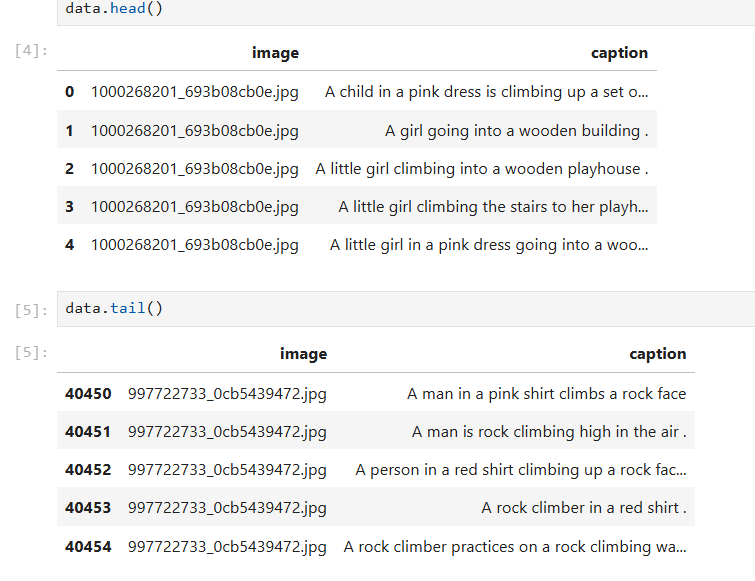 data.head()
[4]:
image caption
0 1000268201_693b08cb0e.jpg A child in a pink dress is climbing up a set o...
1 1000268201_693b08cb0e.jpg A girl going into a wooden building .
2 1000268201_693b08cb0e.jpg A little girl climbing into a wooden playhouse .
3 1000268201_693b08cb0e.jpg A little girl climbing the stairs to her playh...
4 1000268201_693b08cb0e.jpg A little girl in a pink dress going into a woo...
[5]: data.tail()
[5]:
image caption
40450 997722733_0cb5439472.jpg A man in a pink shirt climbs a rock face
40451 997722733_0cb5439472.jpg A man is rock climbing high in the air .
40452 997722733_0cb5439472.jpg A person in a red shirt climbing up a rock fac...
40453 997722733_0cb5439472.jpg A rock climber in a red shirt .
40454 997722733_0cb5439472.jpg A rock climber practices on a rock climbing wa...